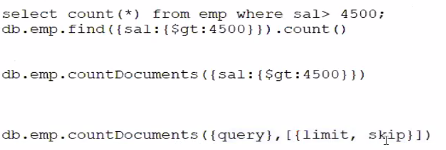 select count(*) from emp where sal> 4500;
db.emp.find({sal:{$gt:4500}}).count()
db.emp.countDocuments({sal:{$gt:4500}})
db.emp.countDocuments({query},[{limit, skip}])